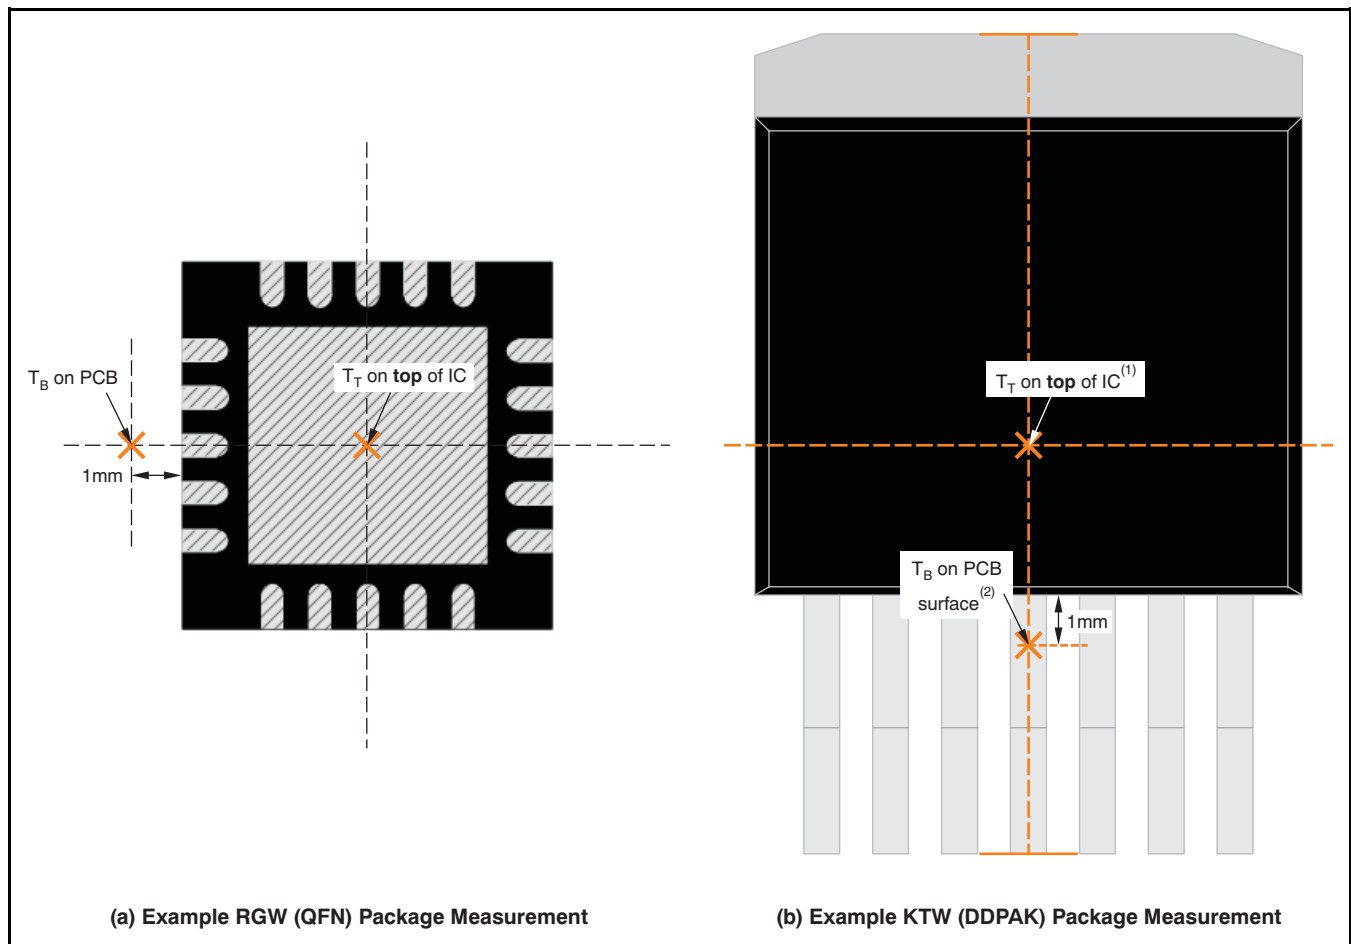 T_B on PCB
T_T on top of IC
1mm
T_T on top of IC(1)
T_B on PCB
surface(2)
1mm
(a) Example RGW (QFN) Package Measurement
(b) Example KTW (DDPAK) Package Measurement